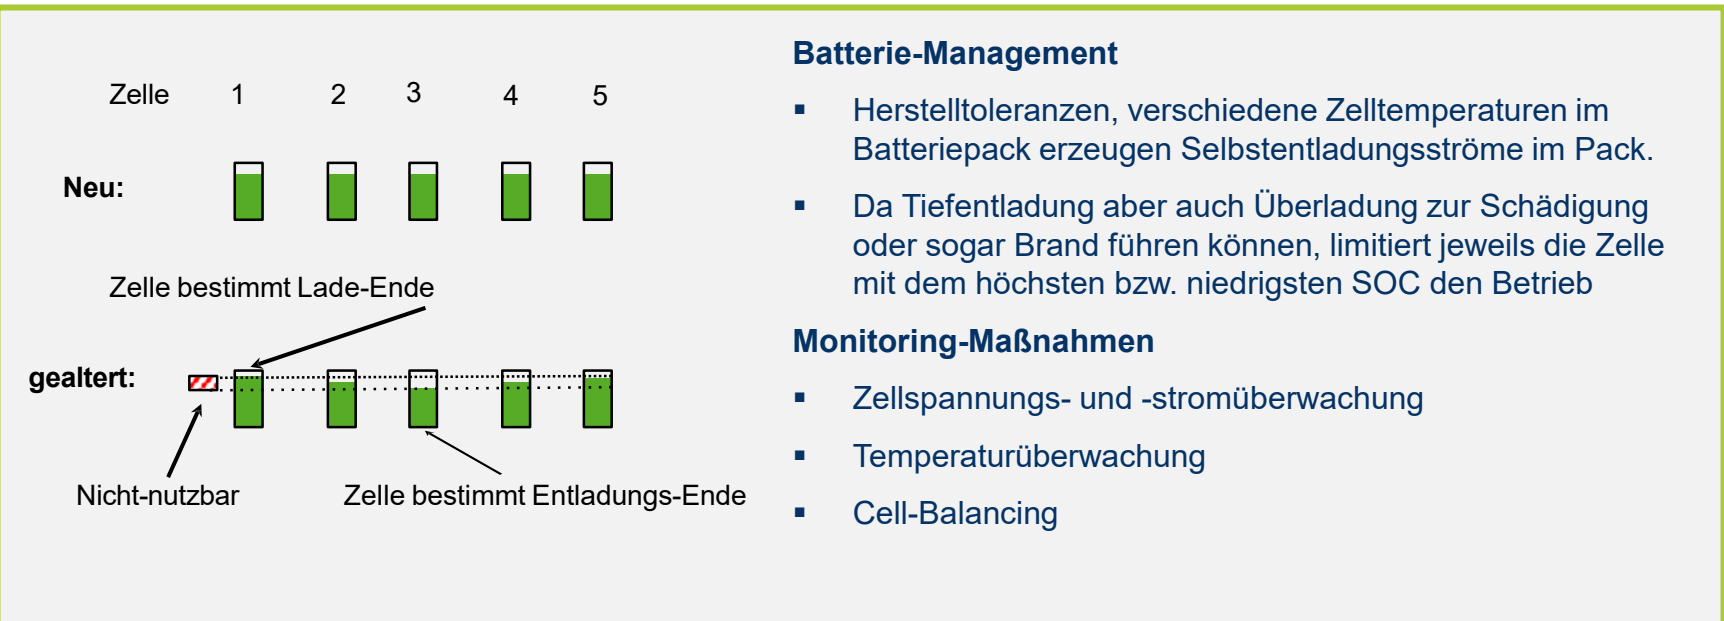 Zelle 1 2 3 4 5
Neu:
Zelle bestimmt Lade-Ende
gealtert:
Nicht-nutzbar
Zelle bestimmt Entladungs-Ende
Batterie-Management
▪ Herstelltoleranzen, verschiedene Zelltemperaturen im
Batteriepack erzeugen Selbstentladungsströme im Pack.
▪ Da Tiefentladung aber auch Überladung zur Schädigung
oder sogar Brand führen können, limitiert jeweils die Zelle
mit dem höchsten bzw. niedrigsten SOC den Betrieb
Monitoring-Maßnahmen
▪ Zellspannungs- und -stromüberwachung
▪ Temperaturüberwachung
▪ Cell-Balancing